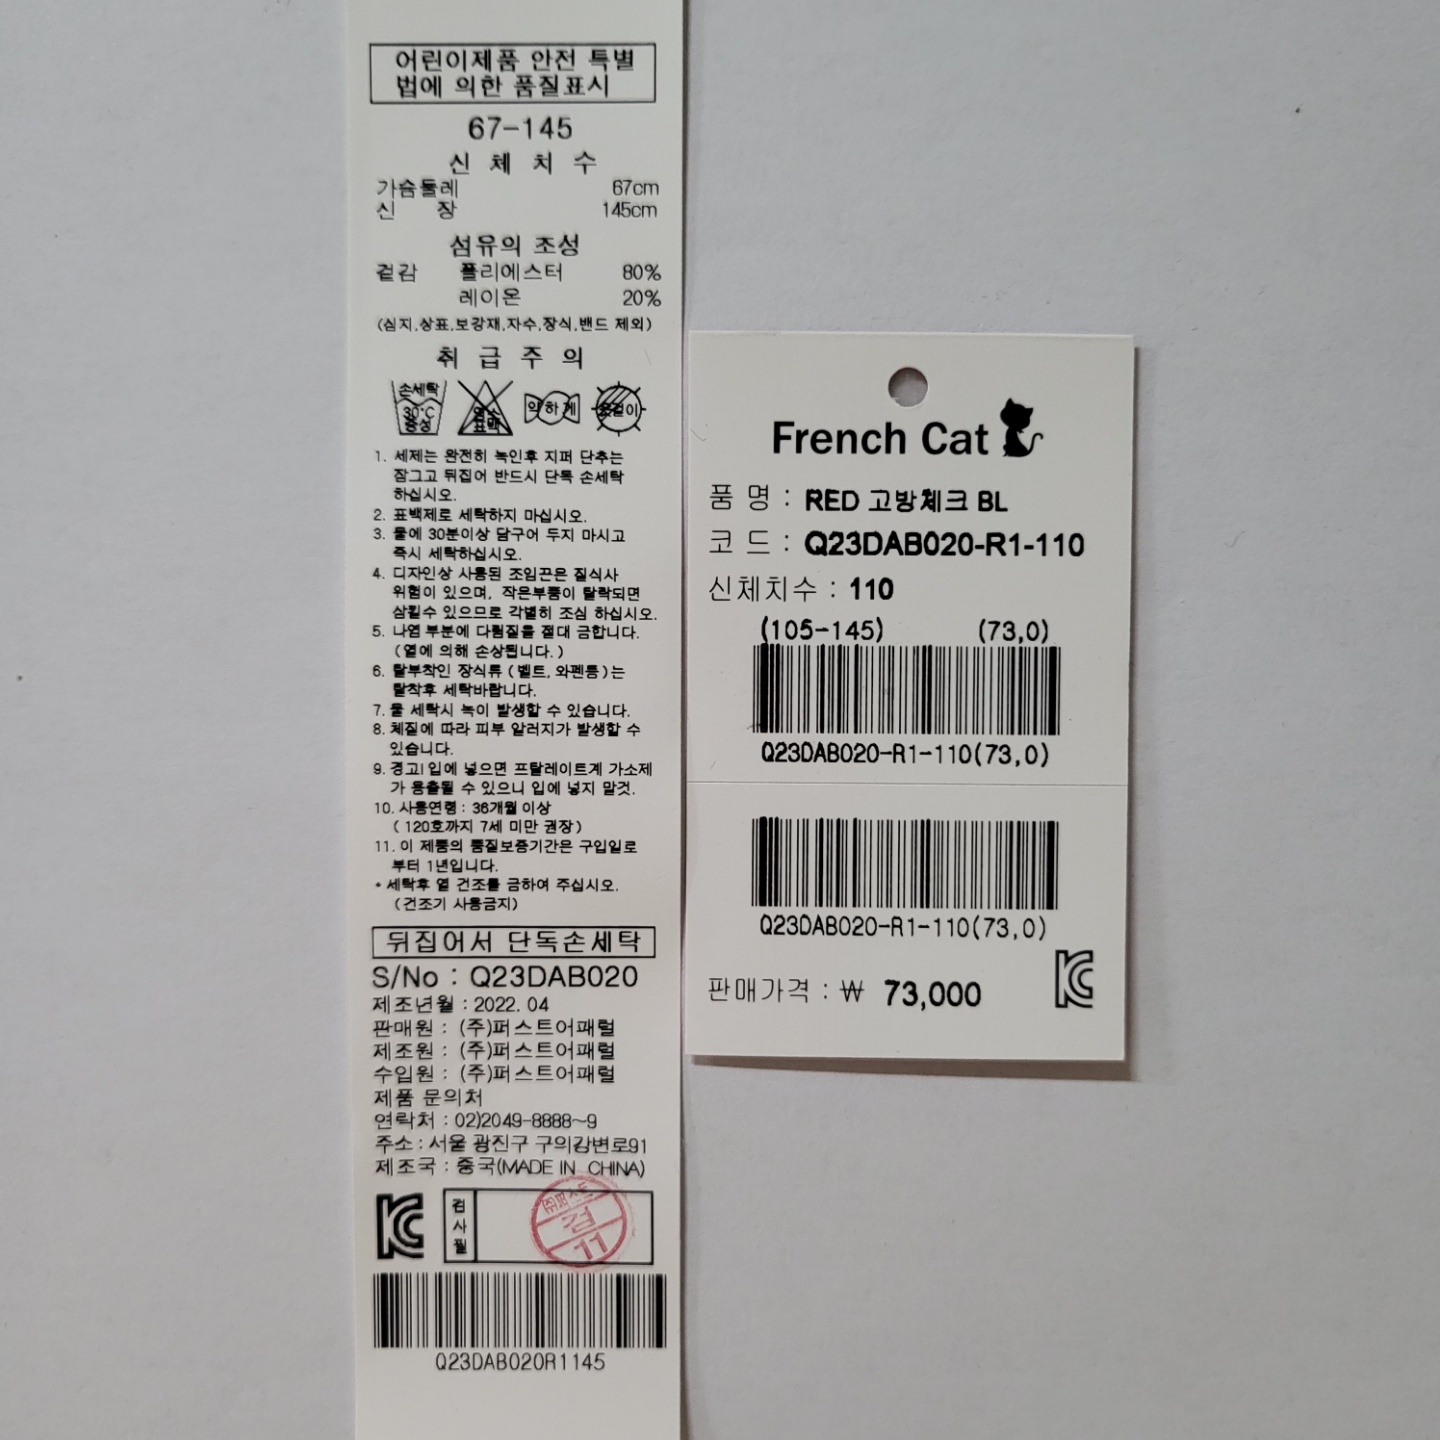 어린이제품 안전 특별
법에 의한 품질표시
67-145
신 체 치 수
가슴둘레 67cm
신 장 145cm
섬유의 조성
겉감 폴리에스터 80%
레이온 20%
(심지,상표,보강재,자수,장식,밴드 제외)
취 급 주 의
손세탁
30°C
중성
염소
표백
약하게
옷걸이
1. 세제는 완전히 녹인후 지퍼 단추는
잠그고 뒤집어 반드시 단독 손세탁
하십시오.
2. 표백제로 세탁하지 마십시오.
3. 물에 30분이상 담구어 두지 마시고
즉시 세탁하십시오.
4. 디자인상 사용된 조임끈은 질식사
위험이 있으며, 작은부품이 탈락되면
삼킬수 있으므로 각별히 조심 하십시오.
5. 나염 부분에 다림질을 절대 금합니다.
(열에 의해 손상됩니다.)
6. 탈부착인 장식류 (벨트, 와펜등)는
탈착후 세탁바랍니다.
7. 물 세탁시 녹이 발생할 수 있습니다.
8. 체질에 따라 피부 알러지가 발생할 수
있습니다.
9. 경고! 입에 넣으면 프탈레이트계 가소제
가 용출될 수 있으니 입에 넣지 말것.
10. 사용연령 : 36개월 이상
( 120호까지 7세 미만 권장)
11. 이 제품의 품질보증기간은 구입일로
부터 1년입니다.
* 세탁후 열 건조를 금하여 주십시오.
(건조기 사용금지)
뒤집어서 단독손세탁
S/No : Q23DAB020
제조년월 : 2022. 04
판매원 : (주)퍼스트어패럴
제조원 : (주)퍼스트어패럴
수입원 : (주)퍼스트어패럴
제품 문의처
연락처 : 02)2049-8888~9
주소 : 서울 광진구 구의강변로91
제조국 : 중국(MADE IN CHINA)
KC
검사필
검
11
Q23DAB020R1145
French Cat
품 명 : RED 고방체크 BL
코 드 : Q23DAB020-R1-110
신체치수 : 110
(105-145) (73,0)
Q23DAB020-R1-110(73,0)
Q23DAB020-R1-110(73,0)
판매가격 : ₩ 73,000
KC